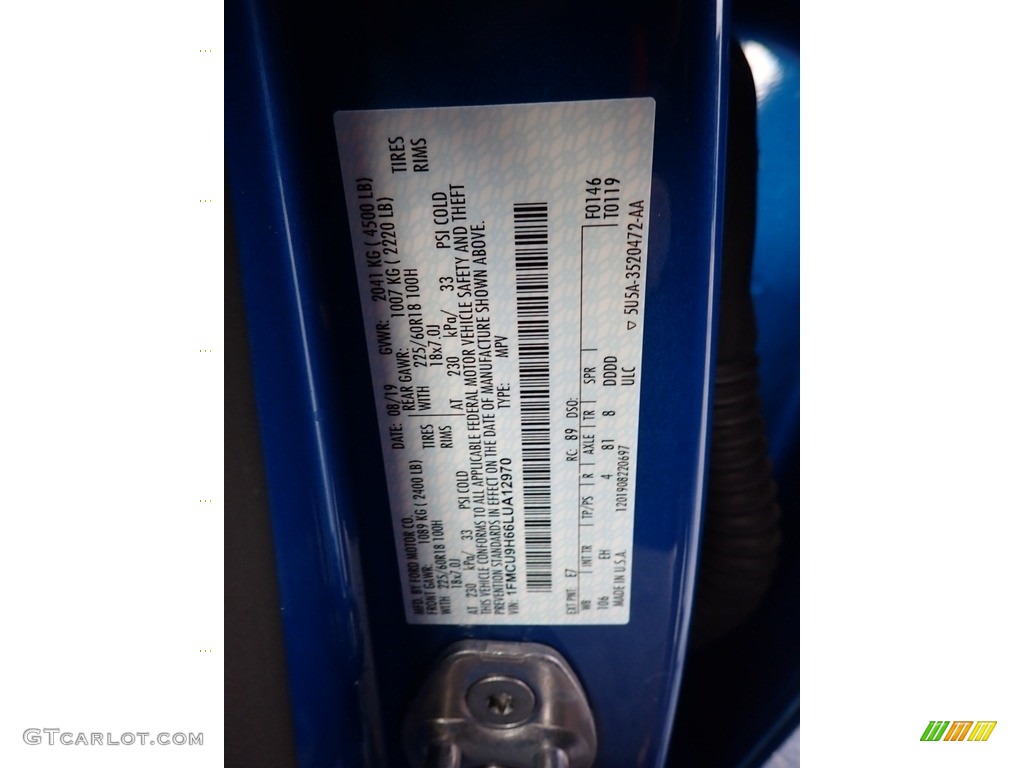 MFD. BY FORD MOTOR CO. DATE: 08/19 GVWR: 2041 KG ( 4500 LB)
FRONT GAWR: 1089 KG ( 2400 LB) REAR GAWR: 1007 KG ( 2220 LB)
WITH 225/60R18 100H TIRES WITH 225/60R18 100H TIRES
18x7.0J RIMS 18x7.0J RIMS
AT 230 kPa/ 33 PSI COLD AT 230 kPa/ 33 PSI COLD
THIS VEHICLE CONFORMS TO ALL APPLICABLE FEDERAL MOTOR VEHICLE SAFETY AND THEFT
PREVENTION STANDARDS IN EFFECT ON THE DATE OF MANUFACTURE SHOWN ABOVE.
VIN: 1FMCU9H66LUA12970 TYPE: MPV
EXT PNT: E7 RC: 89 DSO: F0146
T0119
WB INT TR TP/PS R AXLE TR SPR
106 EH 4 81 8 DDDD
MADE IN U.S.A. 1201908220697 ULC ▽ 5U5A-3520472-AA
GTCARLOT.COM